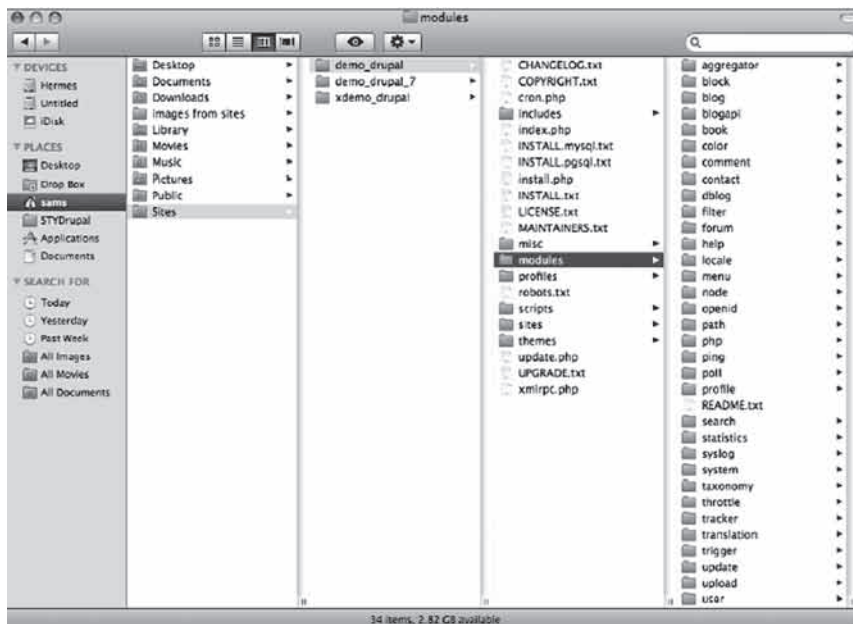 modules
DEVICES
Hermes
Untitled
iDisk
PLACES
Desktop
Drop Box
sams
STYDrupal
Applications
Documents
SEARCH FOR
Today
Yesterday
Past Week
All Images
All Movies
All Documents
Desktop
Documents
Downloads
images from sites
Library
Movies
Music
Pictures
Public
Sites
demo_drupal
demo_drupal_7
xdemo_drupal
CHANGELOG.txt
COPYRIGHT.txt
cron.php
includes
index.php
INSTALL.mysql.txt
INSTALL.pgsql.txt
install.php
INSTALL.txt
LICENSE.txt
MAINTAINERS.txt
misc
modules
profiles
robots.txt
scripts
sites
themes
update.php
UPGRADE.txt
xmlrpc.php
aggregator
block
blog
blogapi
book
color
comment
contact
dblog
filter
forum
help
locale
menu
node
openid
path
php
ping
poll
profile
README.txt
search
statistics
syslog
system
taxonomy
throttle
tracker
translation
trigger
update
upload
user
34 items, 2.82 GB available